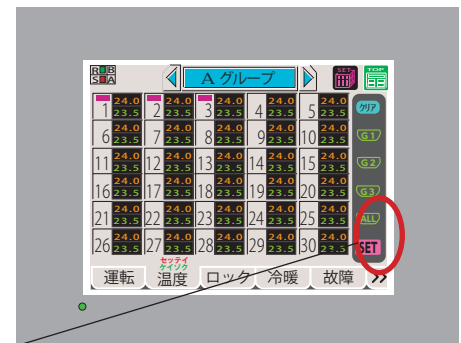 R B
S A
A グループ
SET
TOP
1 24.0 23.5 2 24.0 23.5 3 24.0 23.5 4 24.0 23.5 5 24.0 23.5 クリア
6 24.0 23.5 7 24.0 23.5 8 24.0 23.5 9 24.0 23.5 10 24.0 23.5 G1
11 24.0 23.5 12 24.0 23.5 13 24.0 23.5 14 24.0 23.5 15 24.0 23.5 G2
16 24.0 23.5 17 24.0 23.5 18 24.0 23.5 19 24.0 23.5 20 24.0 23.5 G3
21 24.0 23.5 22 24.0 23.5 23 24.0 23.5 24 24.0 23.5 25 24.0 23.5 ALL
26 24.0 23.5 27 24.0 23.5 28 24.0 23.5 29 24.0 23.5 30 24.0 23.5 SET
セッテイ
ケイソク
運転 温度 ロック 冷暖 故障 >>